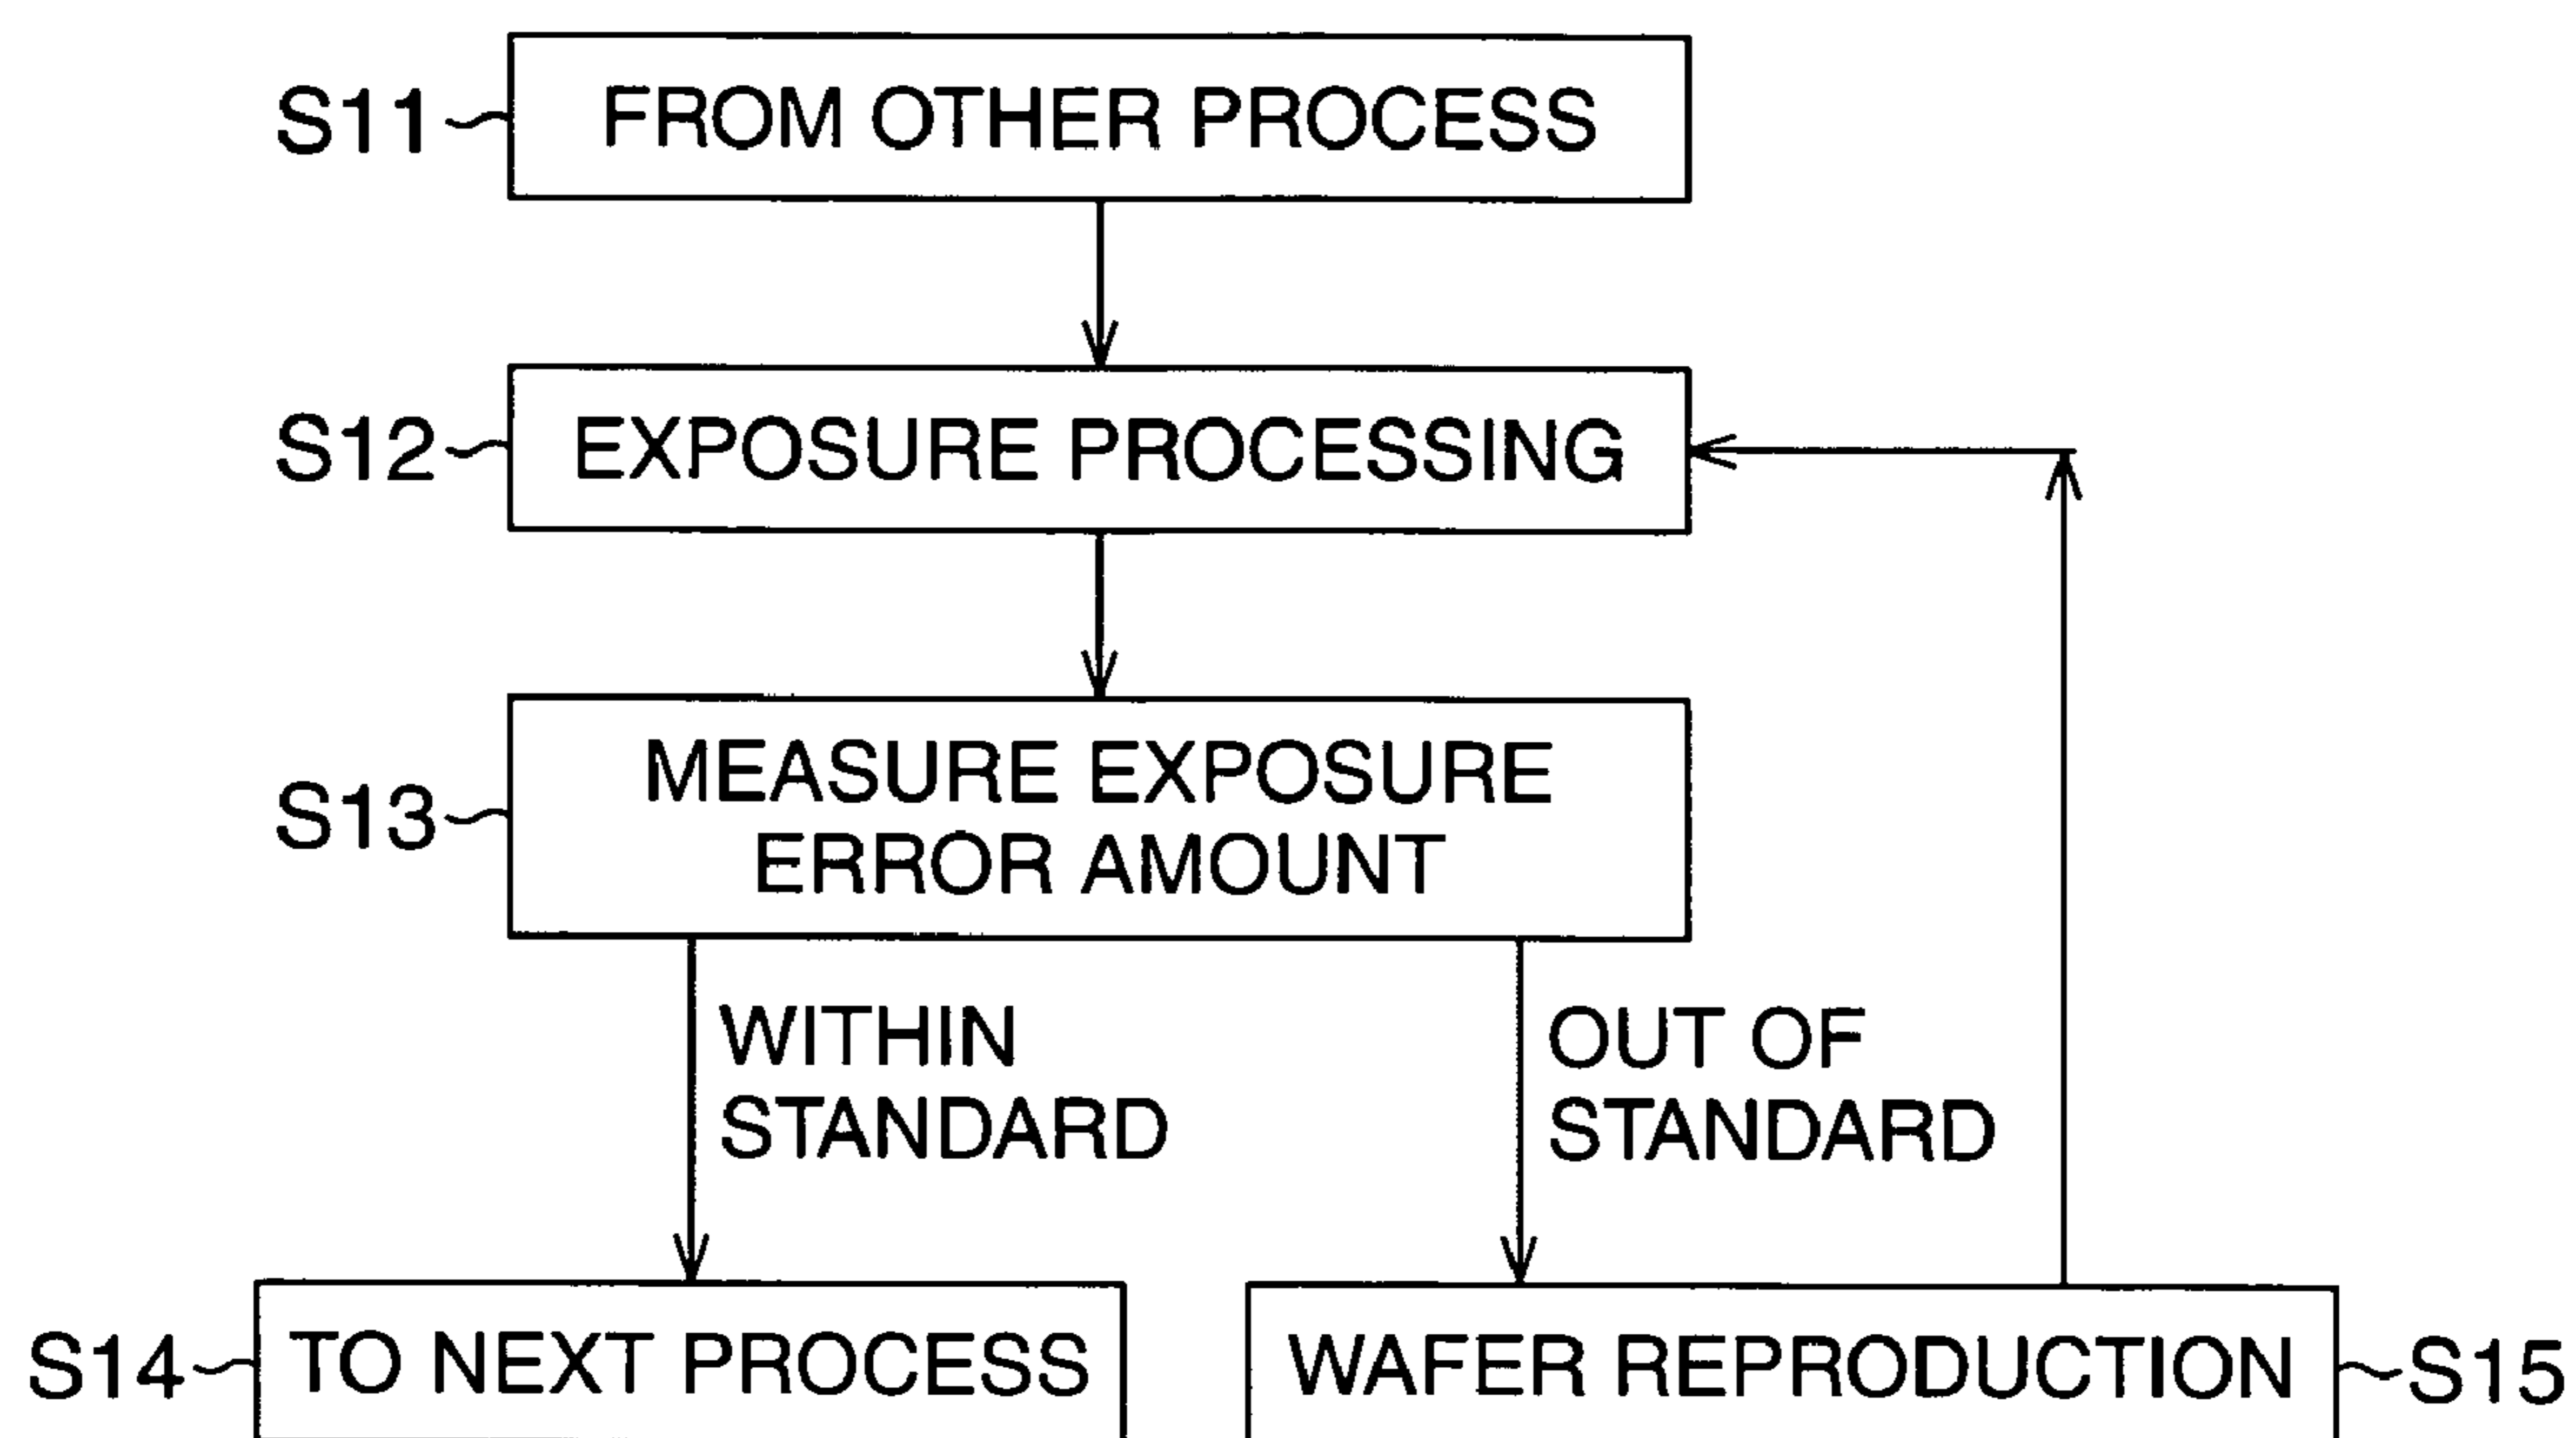 S11
FROM OTHER PROCESS
S12
EXPOSURE PROCESSING
S13
MEASURE EXPOSURE
ERROR AMOUNT
WITHIN
STANDARD
OUT OF
STANDARD
S14
TO NEXT PROCESS
WAFER REPRODUCTION
S15